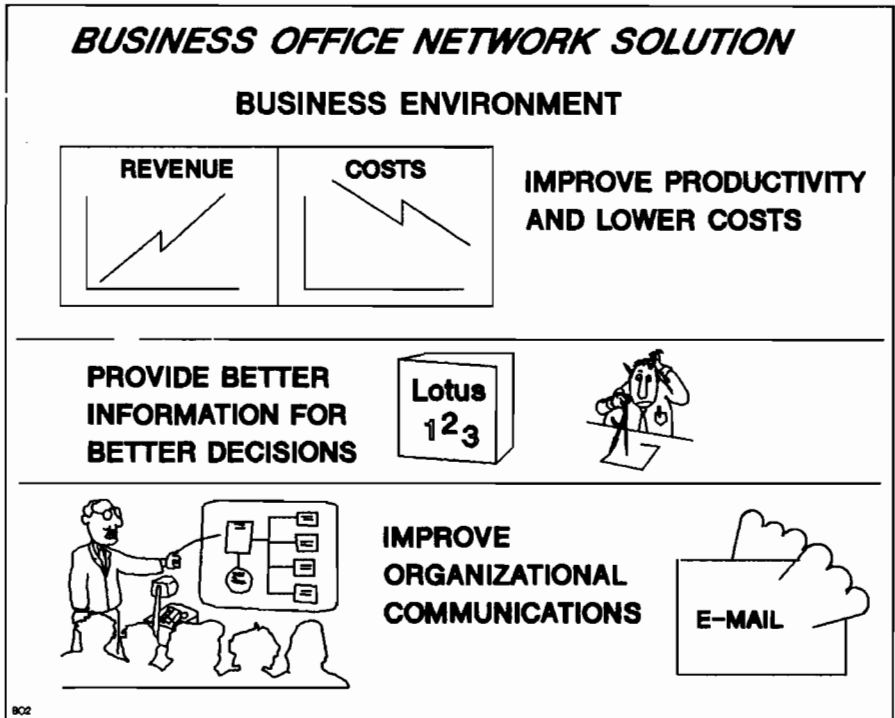 BUSINESS OFFICE NETWORK SOLUTION
BUSINESS ENVIRONMENT
REVENUE
COSTS
IMPROVE PRODUCTIVITY
AND LOWER COSTS
PROVIDE BETTER
INFORMATION FOR
BETTER DECISIONS
Lotus
123
IMPROVE
ORGANIZATIONAL
COMMUNICATIONS
E-MAIL
BO2